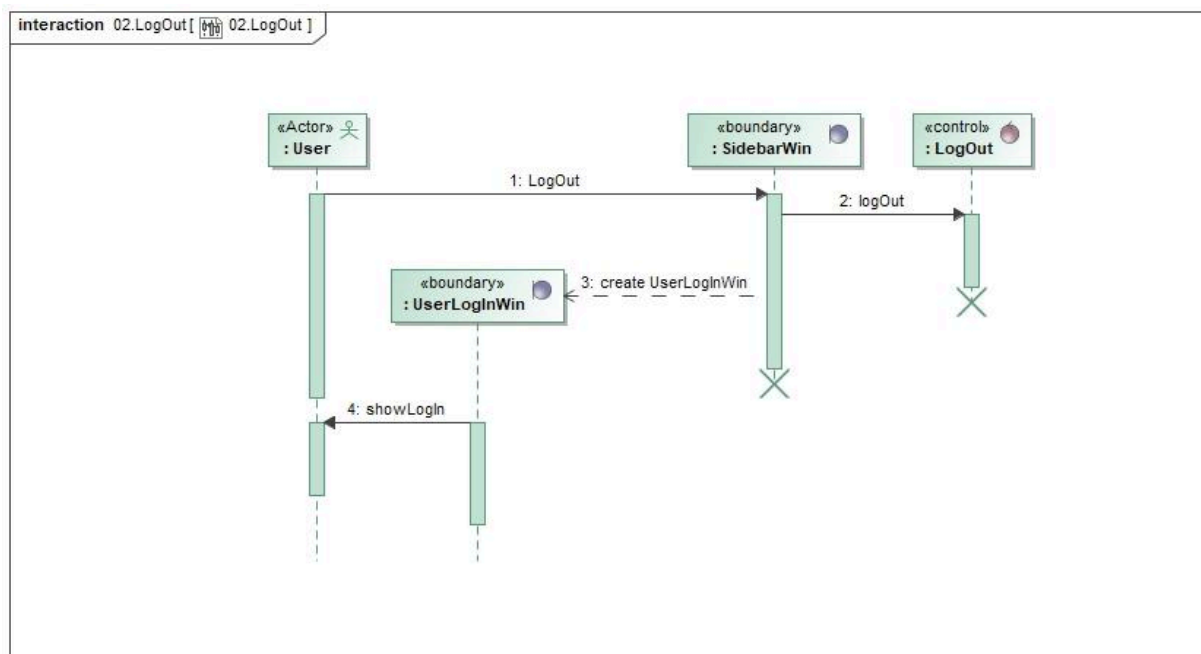 interaction 02.LogOut[ 02.LogOut ]
«Actor»
: User
«boundary»
: SidebarWin
«control»
: LogOut
1: LogOut
2: logOut
«boundary»
: UserLogInWin
3: create UserLogInWin
4: showLogIn